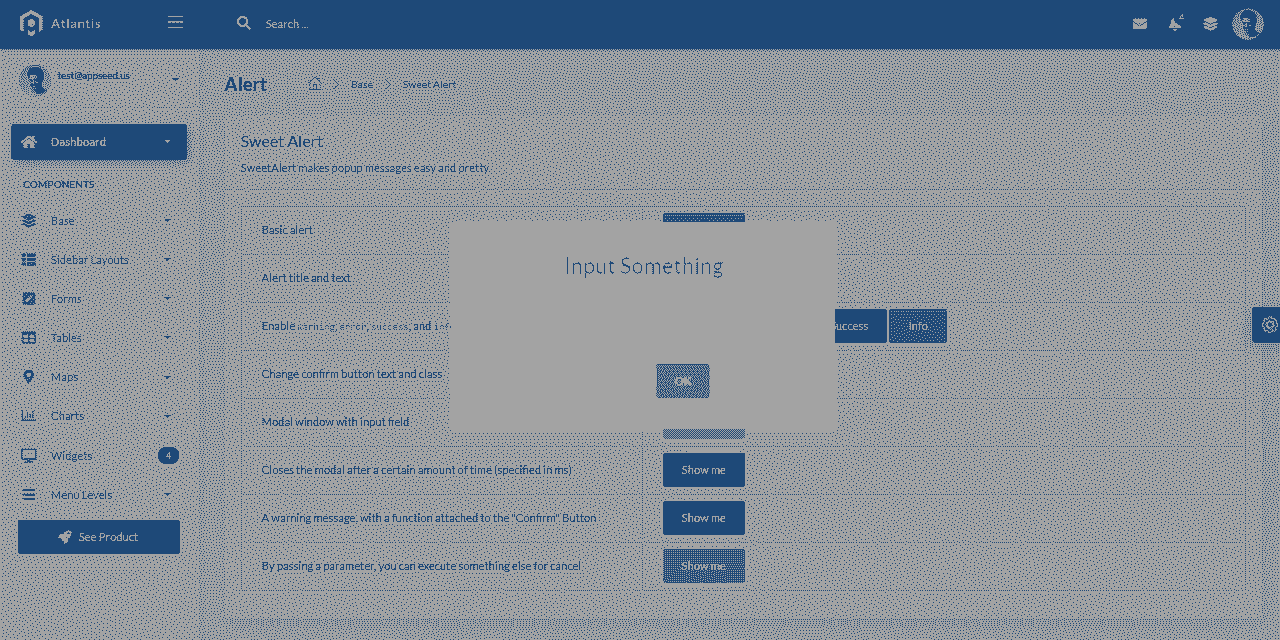 Atlantis
Search ...
4
test@appseed.us
Alert
Base
Sweet Alert
Dashboard
Sweet Alert
SweetAlert makes popup messages easy and pretty
COMPONENTS
Base
Basic alert
Input Something
Sidebar Layouts
Alert title and text
Forms
Enable warning, error, success, and inf
uccess
Info
Tables
Maps
Change confirm button text and class
OK
Charts
Modal window with input field
Widgets
4
Closes the modal after a certain amount of time (specified in ms)
Show me
Menu Levels
A warning message, with a function attached to the "Confirm" Button
Show me
See Product
By passing a parameter, you can execute something else for cancel
Show me